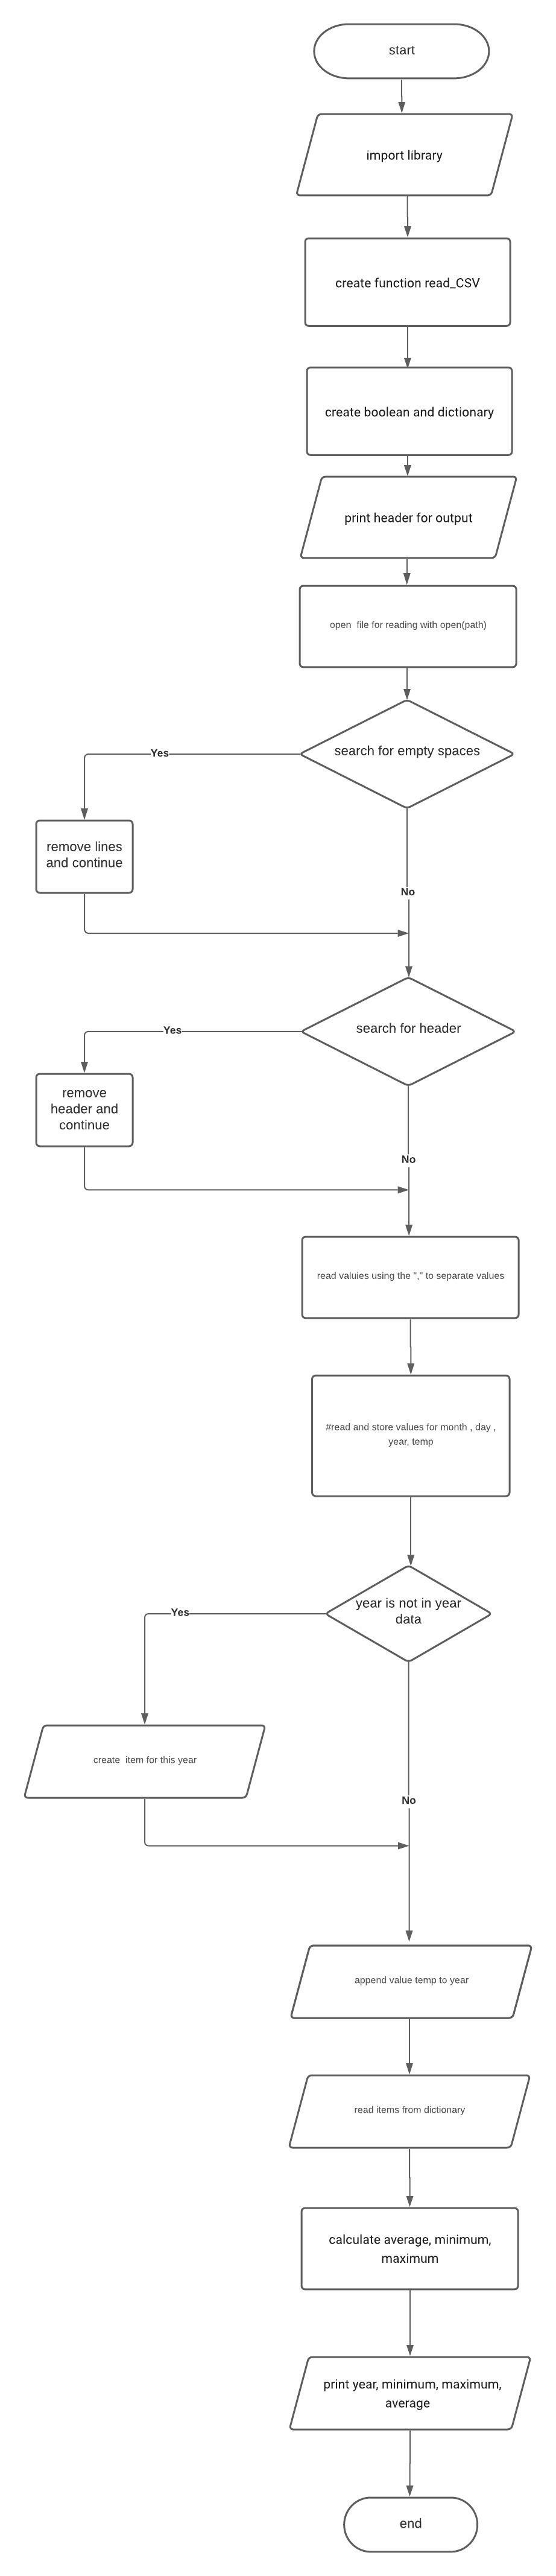 start
import library
create function read_CSV
create boolean and dictionary
print header for output
open file for reading with open(path)
search for empty spaces
Yes
remove lines
and continue
No
search for header
Yes
remove
header and
continue
No
read valuies using the "," to separate values
#read and store values for month , day ,
year, temp
year is not in year
data
Yes
create item for this year
No
append value temp to year
read items from dictionary
calculate average, minimum,
maximum
print year, minimum, maximum,
average
end